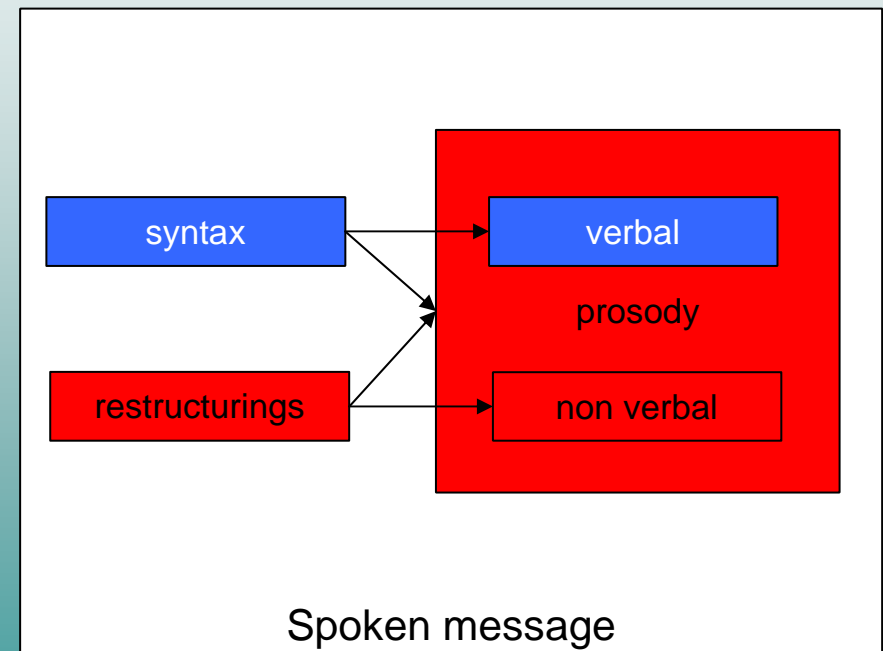 syntax
verbal
prosody
restructurings
non verbal
Spoken message